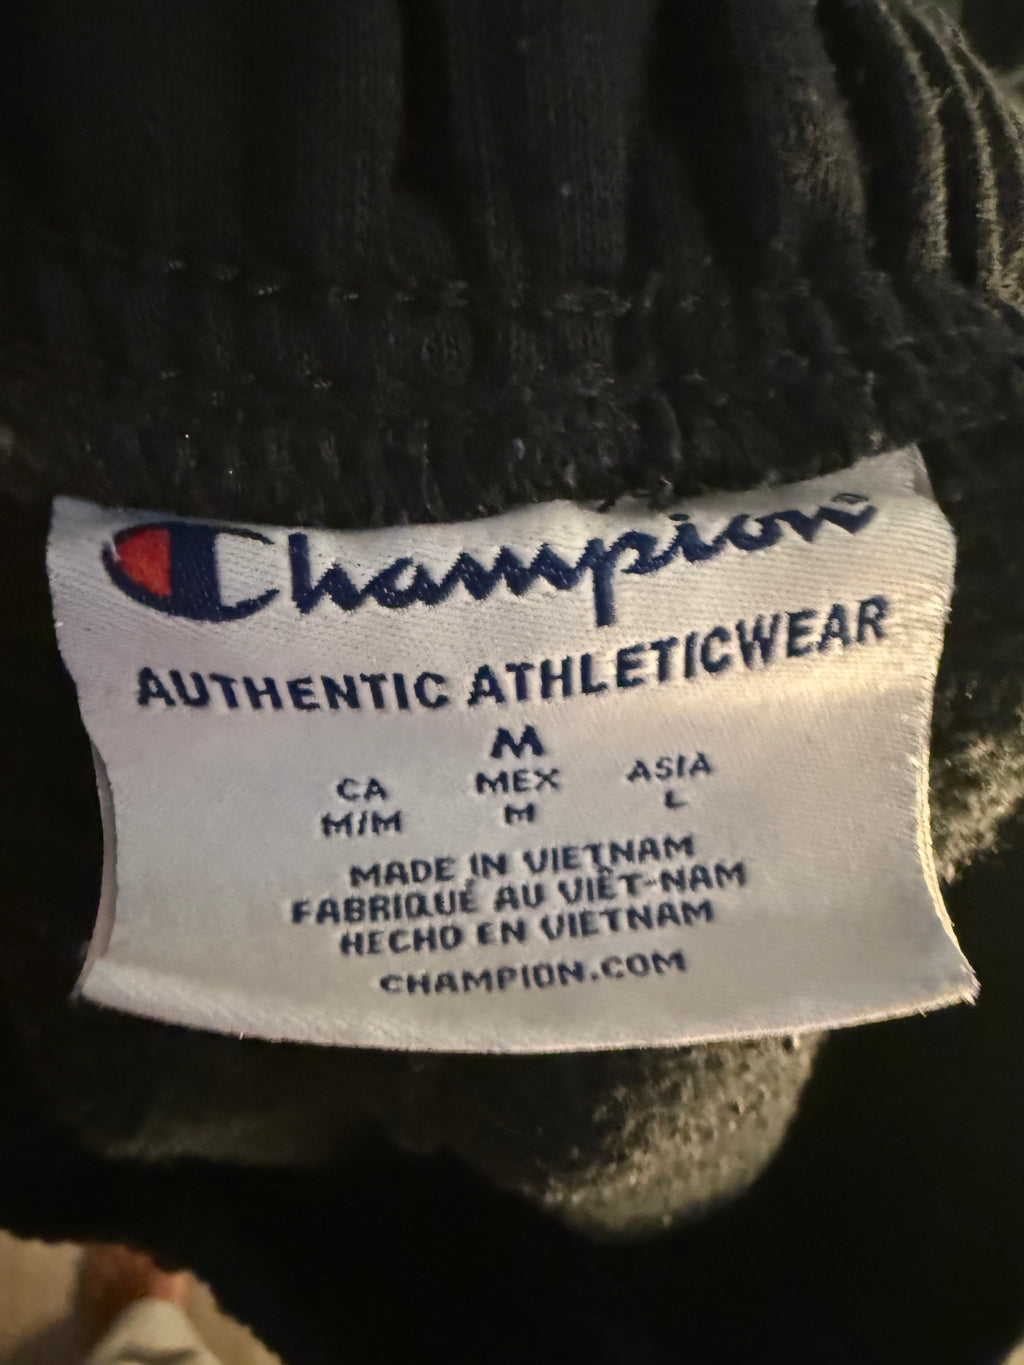 Champion
AUTHENTIC ATHLETICWEAR
M
CA MEX ASIA
M/M M L
MADE IN VIETNAM
FABRIQUÉ AU VIÊT-NAM
HECHO EN VIETNAM
CHAMPION.COM